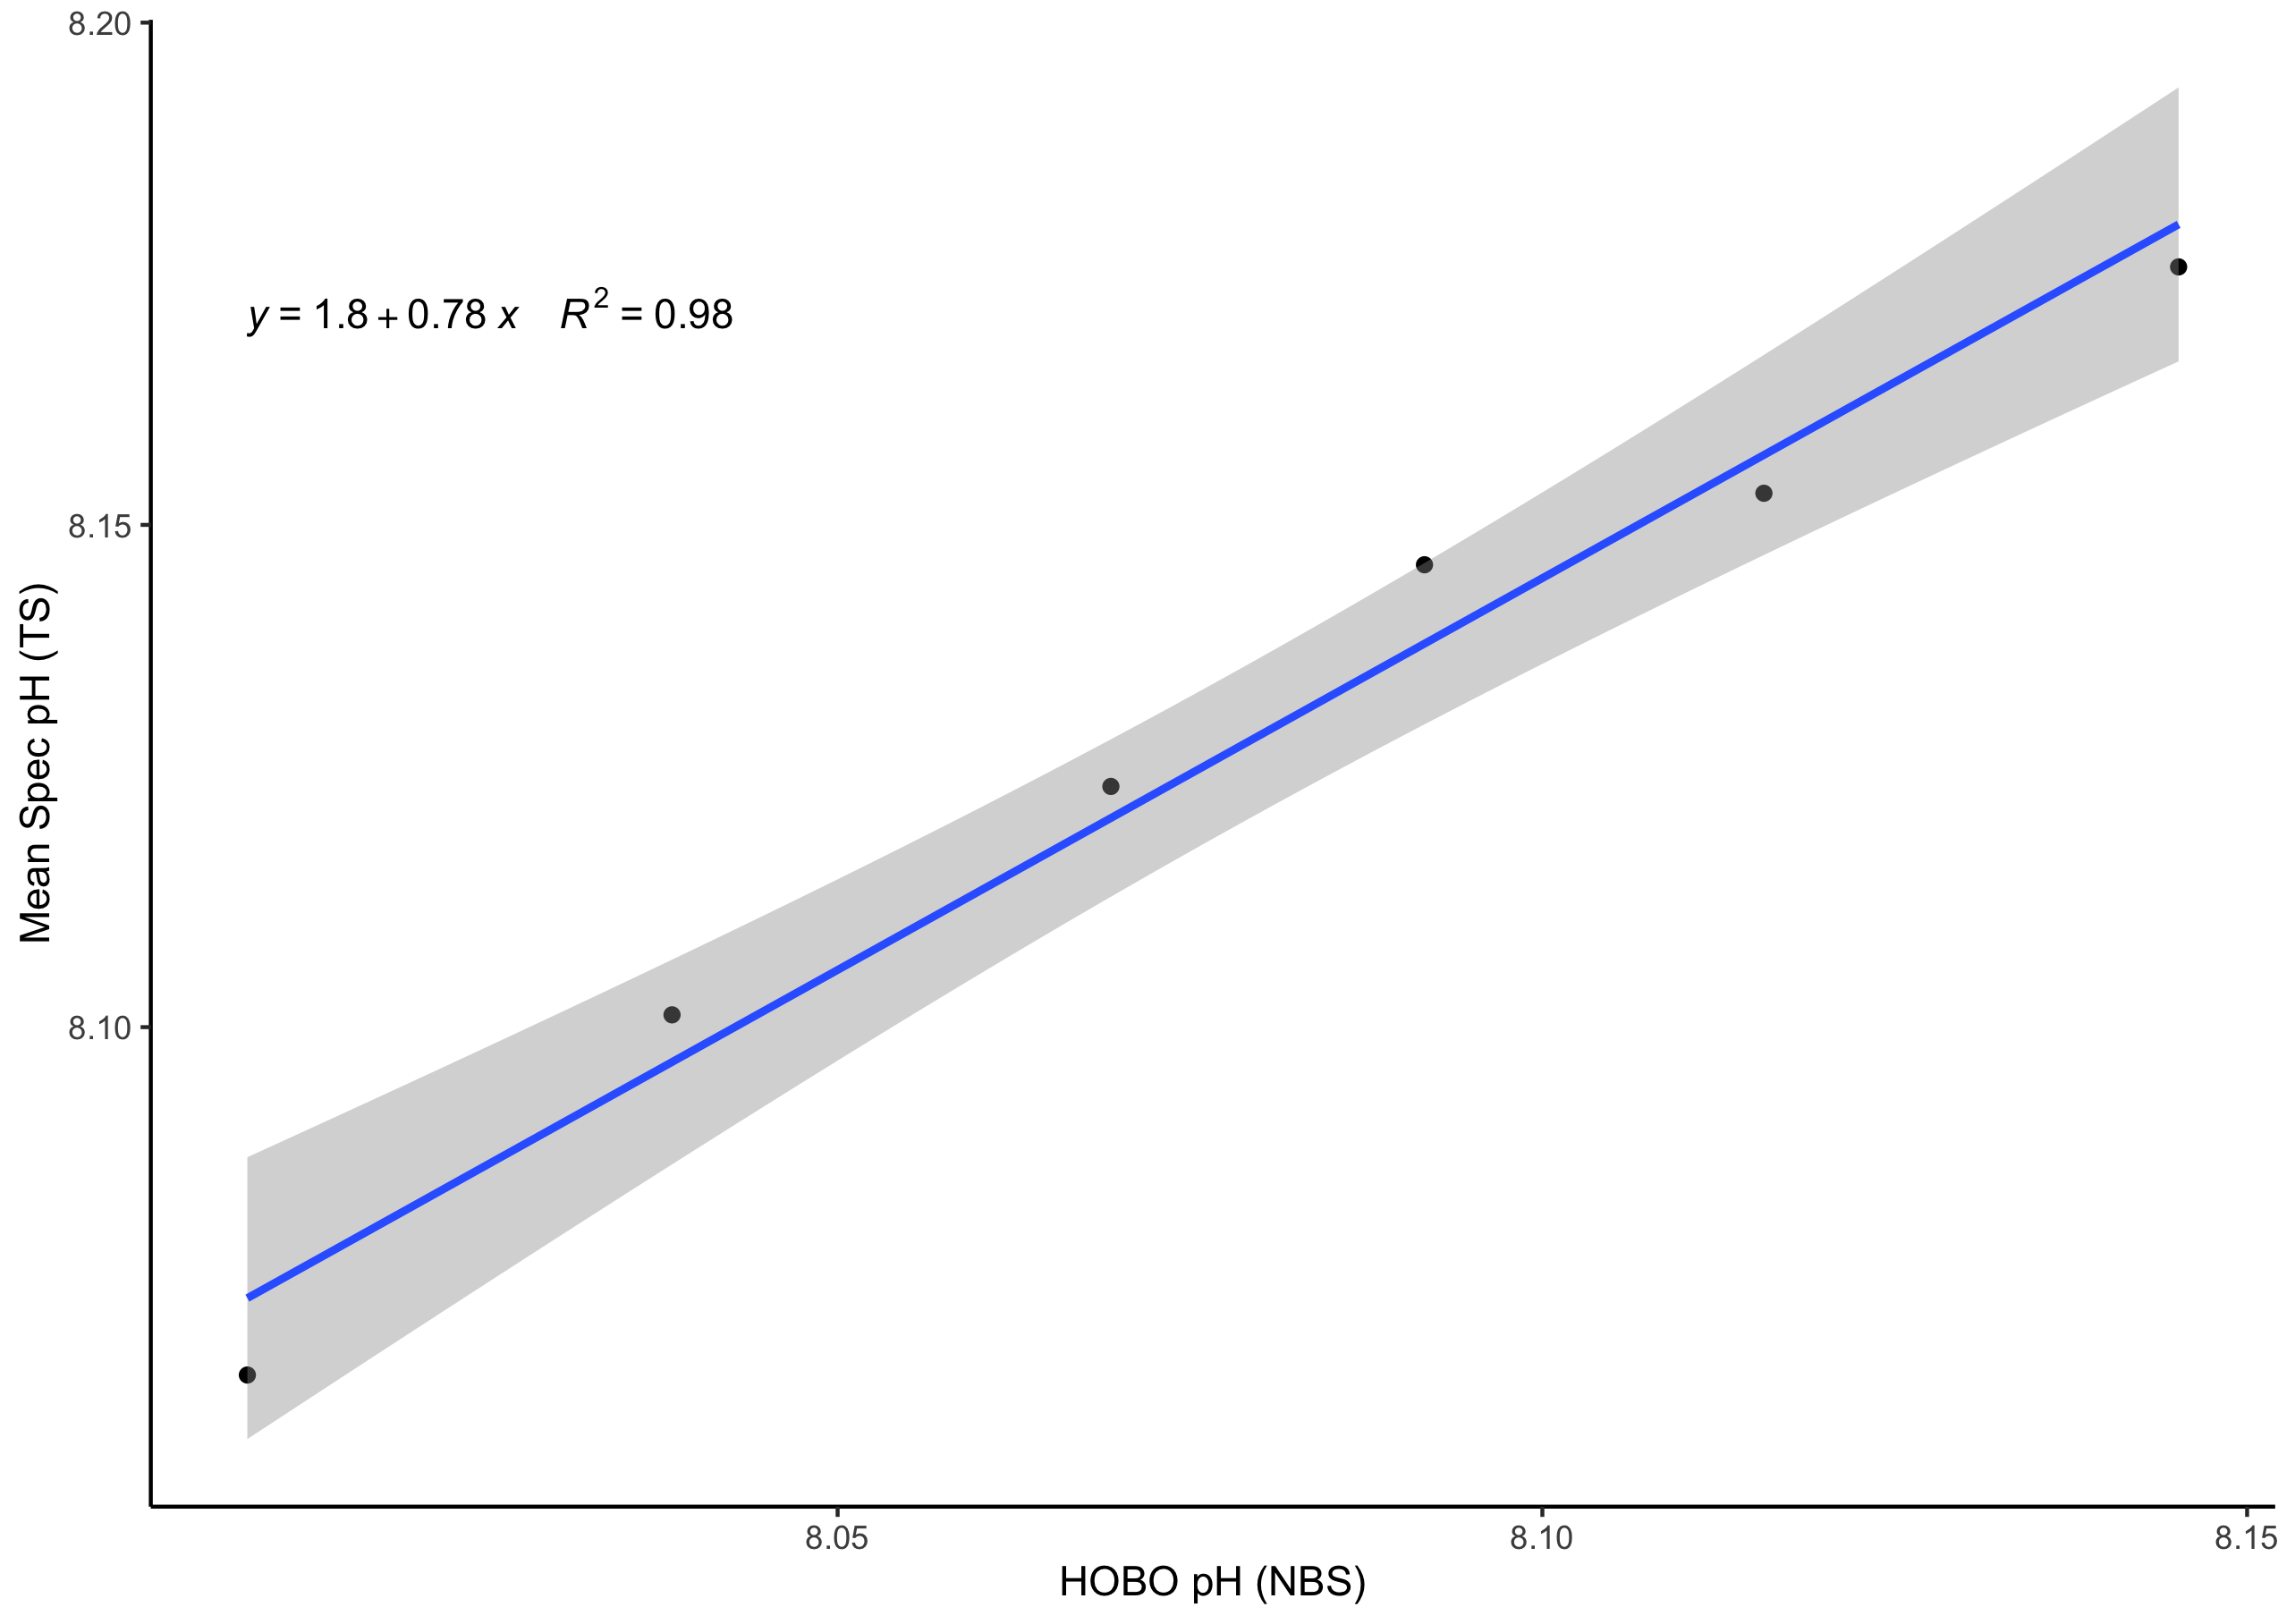 8.20
y = 1.8 + 0.78 x R² = 0.98
8.15
Mean Spec pH (TS)
8.10
8.05
8.10
8.15
HOBO pH (NBS)